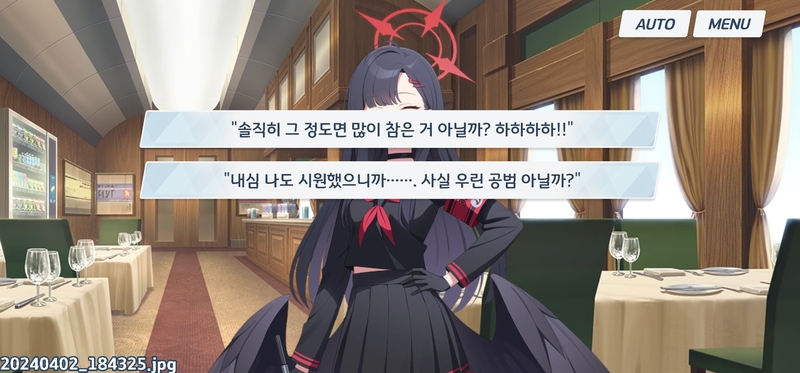 AUTO
MENU
"솔직히 그 정도면 많이 참은 거 아닐까? 하하하하!!"
"내심 나도 시원했으니까……. 사실 우린 공범 아닐까?"
20240402_184325.jpg